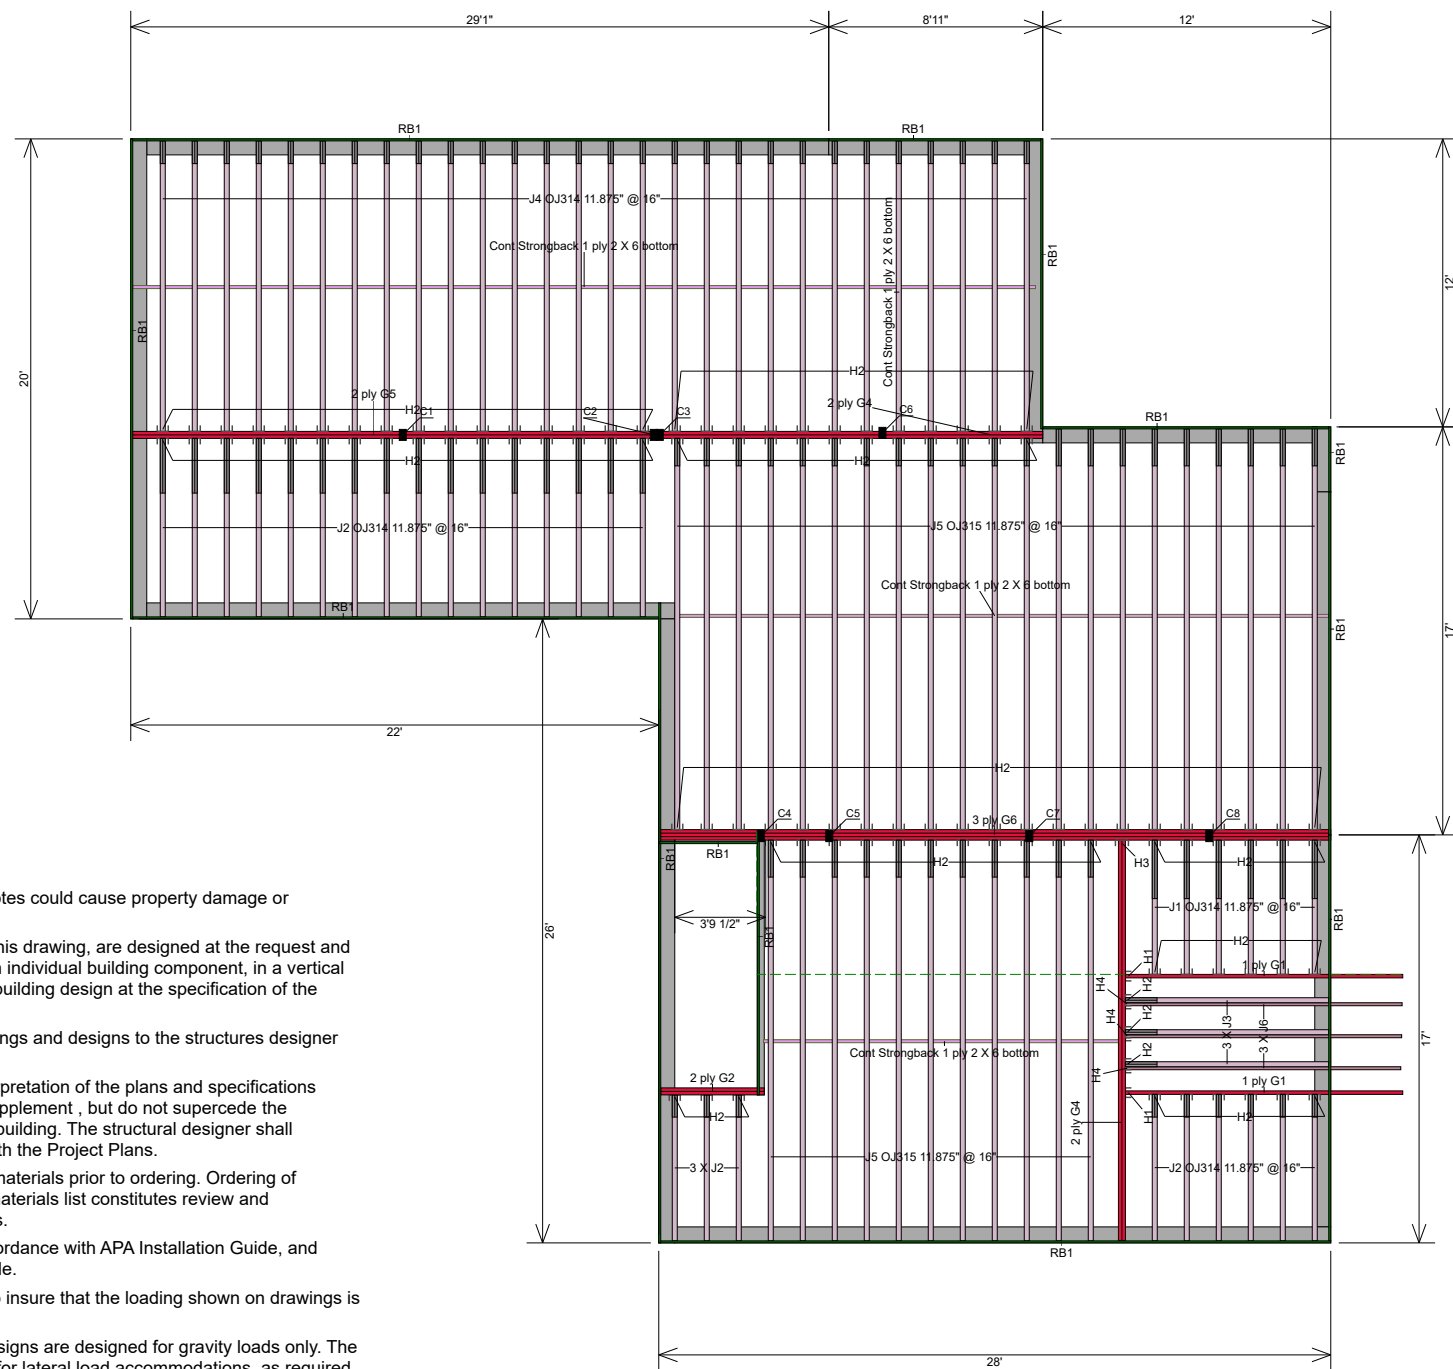 29'1"
8'11"
12'
RB1
RB1
20'
12'
J4 OJ314 11.875" @ 16"
Cont Strongback 1 ply 2 X 6 bottom
Cont Strongback 1 ply 2 X 6 bottom
RB1
RB1
H2
2 ply G5
H2
C1
C2
C3
2 ply G4
C6
RB1
H2
H2
RB1
J2 OJ314 11.875" @ 16"
J5 OJ315 11.875" @ 16"
Cont Strongback 1 ply 2 X 6 bottom
RB1
RB1
17'
22'
H2
C4
C5
3 ply G6
C7
C8
RB1
RB1
H2
H3
H2
3'9 1/2"
RB1
J1 OJ314 11.875" @ 16"
RB1
26'
H2
H1
1 ply G1
H4
H2
H4
H2
3 X J3
3 X J6
17'
Cont Strongback 1 ply 2 X 6 bottom
H4
H2
2 ply G2
1 ply G1
H2
H1
H2
2 ply G4
3 X J2
J5 OJ315 11.875" @ 16"
J2 OJ314 11.875" @ 16"
RB1
28'
otes could cause property damage or
his drawing, are designed at the request and
individual building component, in a vertical
building design at the specification of the
ngs and designs to the structures designer
rpretation of the plans and specifications
pplement , but do not supercede the
building. The structural designer shall
th the Project Plans.
materials prior to ordering. Ordering of
naterials list constitutes review and
s.
ordance with APA Installation Guide, and
le.
insure that the loading shown on drawings is
signs are designed for gravity loads only. The
for lateral load accommodations, as required